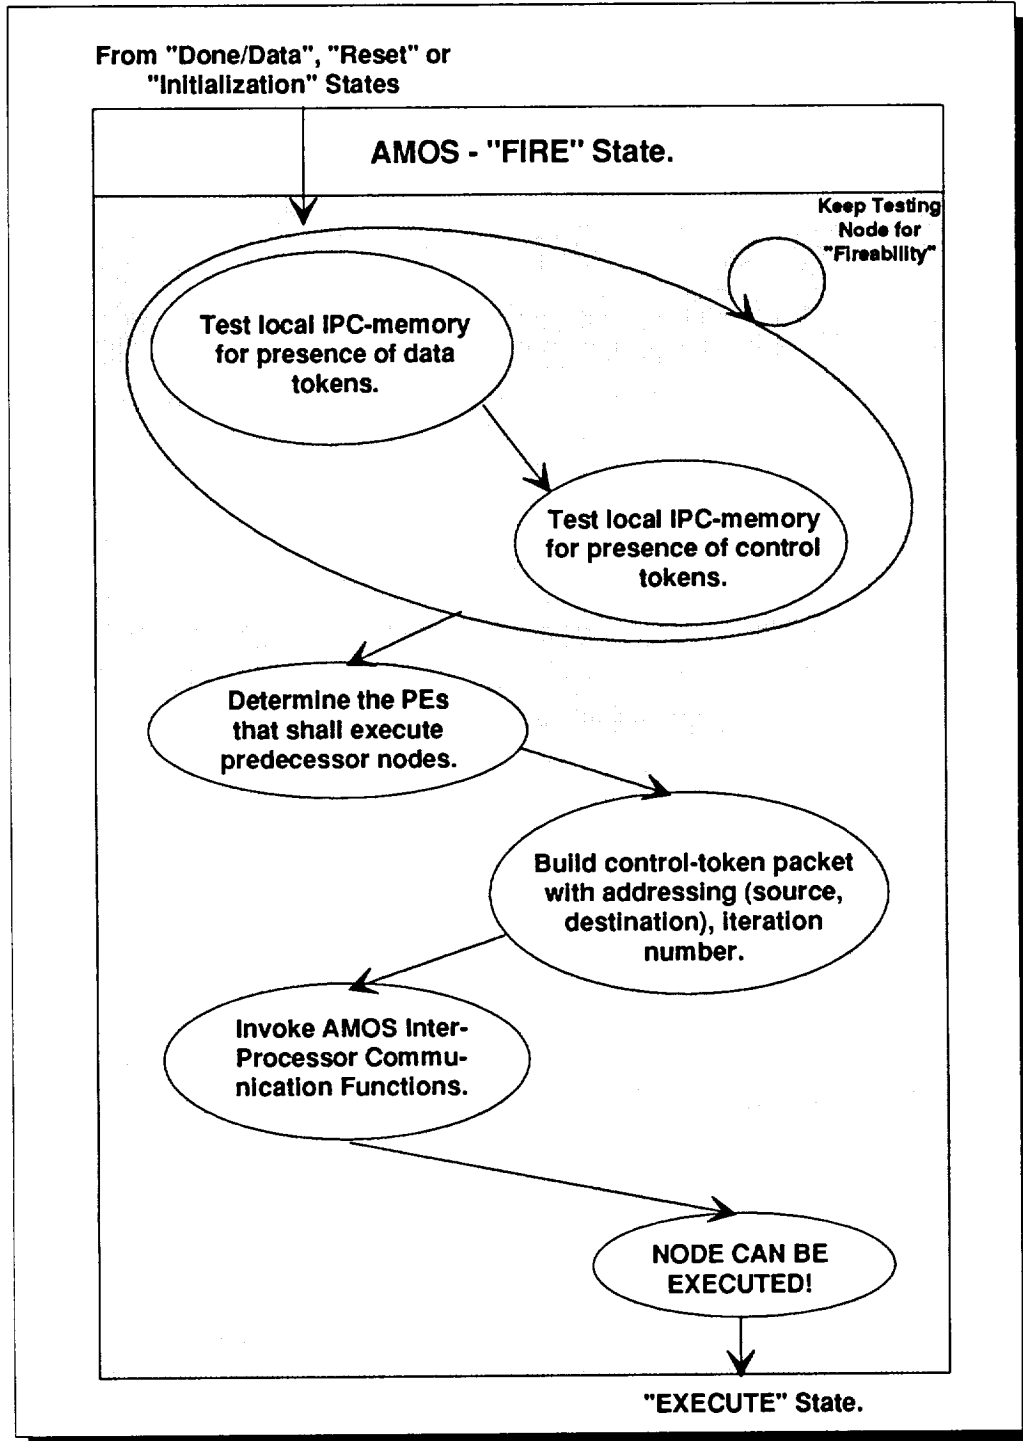 From "Done/Data", "Reset" or
"Initialization" States
AMOS - "FIRE" State.
Keep Testing
Node for
"Fireability"
Test local IPC-memory
for presence of data
tokens.
Test local IPC-memory
for presence of control
tokens.
Determine the PEs
that shall execute
predecessor nodes.
Build control-token packet
with addressing (source,
destination), iteration
number.
Invoke AMOS Inter-
Processor Commu-
nication Functions.
NODE CAN BE
EXECUTED!
"EXECUTE" State.